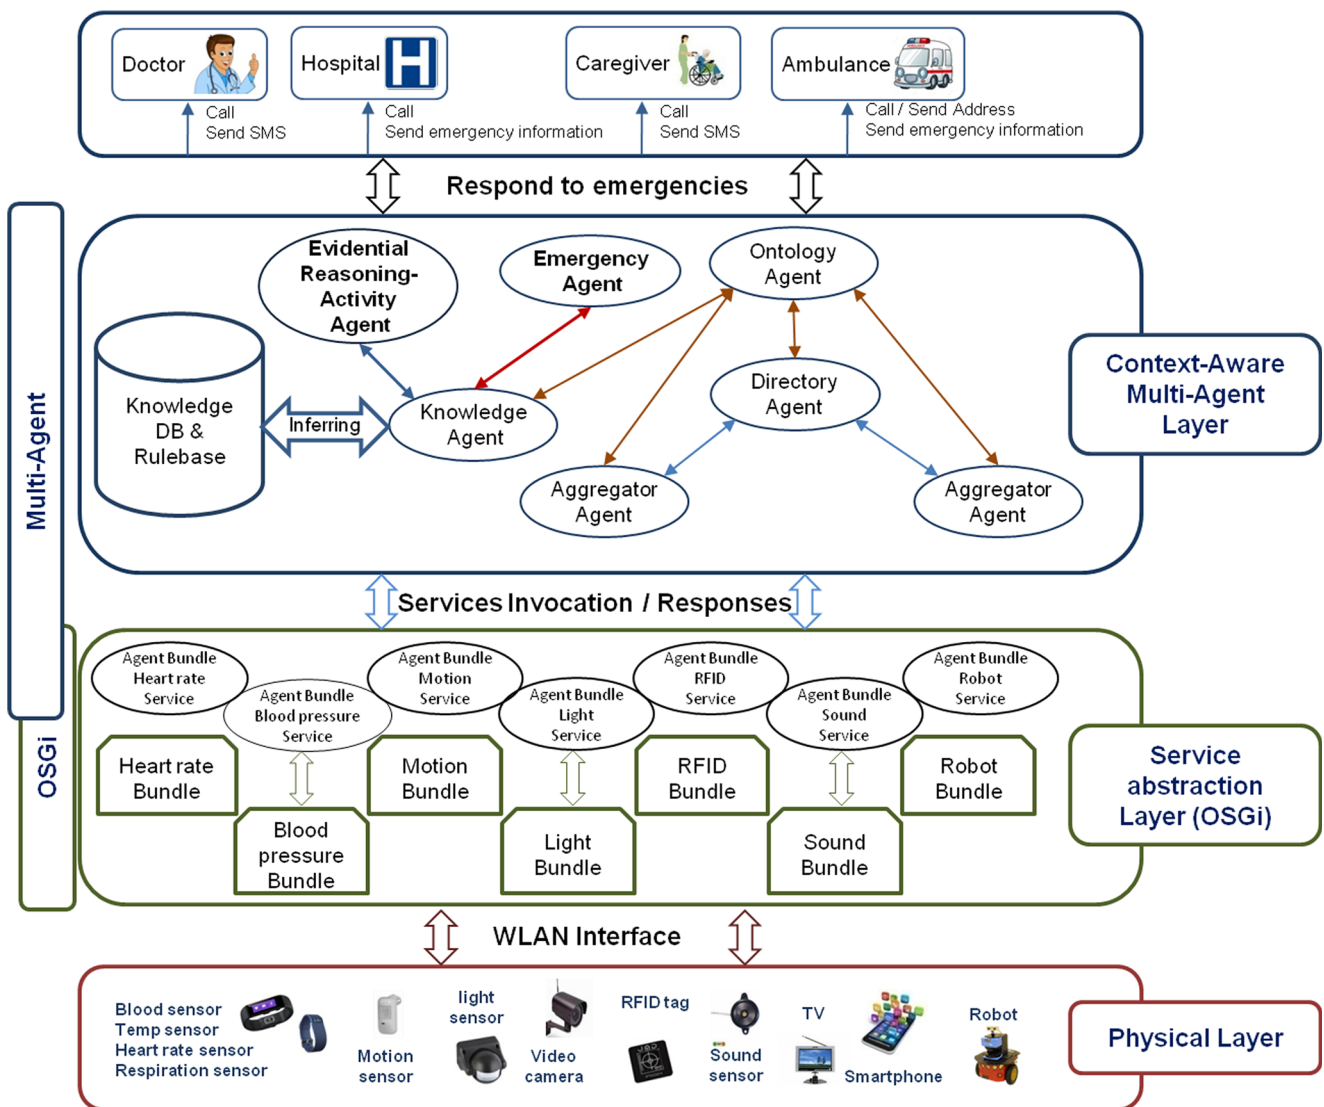 Doctor
Hospital
H
Caregiver
Ambulance
Call
Send SMS
Call
Send emergency information
Call
Send SMS
Call / Send Address
Send emergency information
Respond to emergencies
Multi-Agent
Evidential
Reasoning-
Activity
Agent
Emergency
Agent
Ontology
Agent
Knowledge
DB &
Rulebase
Inferring
Knowledge
Agent
Directory
Agent
Aggregator
Agent
Aggregator
Agent
Context-Aware
Multi-Agent
Layer
Services Invocation / Responses
OSGi
Agent Bundle
Heart rate
Service
Agent Bundle
Blood pressure
Service
Agent Bundle
Motion
Service
Agent Bundle
Light
Service
Agent Bundle
RFID
Service
Agent Bundle
Sound
Service
Agent Bundle
Robot
Service
Heart rate
Bundle
Blood
pressure
Bundle
Motion
Bundle
Light
Bundle
RFID
Bundle
Sound
Bundle
Robot
Bundle
Service
abstraction
Layer (OSGi)
WLAN Interface
Blood sensor
Temp sensor
Heart rate sensor
Respiration sensor
Motion
sensor
light
sensor
Video
camera
RFID tag
Sound
sensor
TV
Smartphone
Robot
Physical Layer